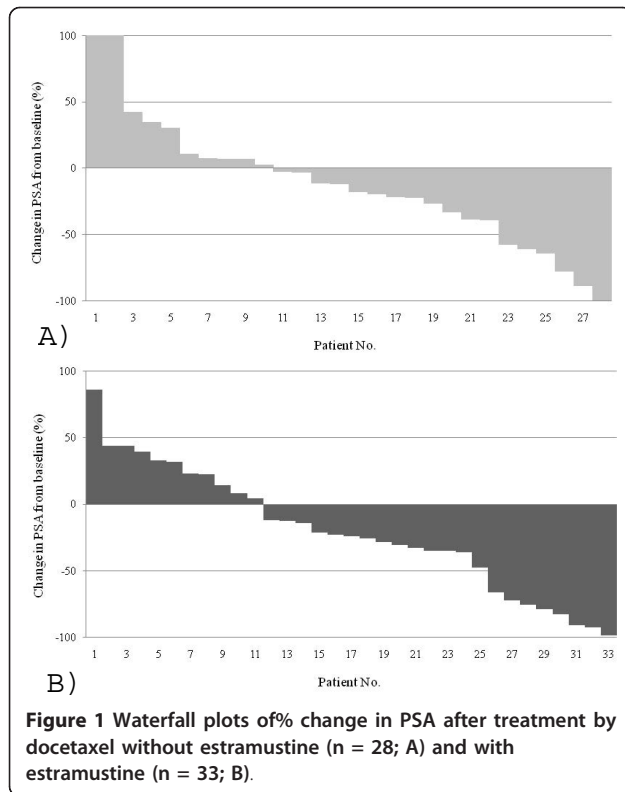 100
50
0
-50
-100
Change in PSA from baseline (%)
1 3 5 7 9 11 13 15 17 19 21 23 25 27
Patient No.
A)
100
50
0
-50
-100
Change in PSA from baseline (%)
1 3 5 7 9 11 13 15 17 19 21 23 25 27 29 31 33
Patient No.
B)
Figure 1 Waterfall plots of% change in PSA after treatment by
docetaxel without estramustine (n = 28; A) and with
estramustine (n = 33; B).